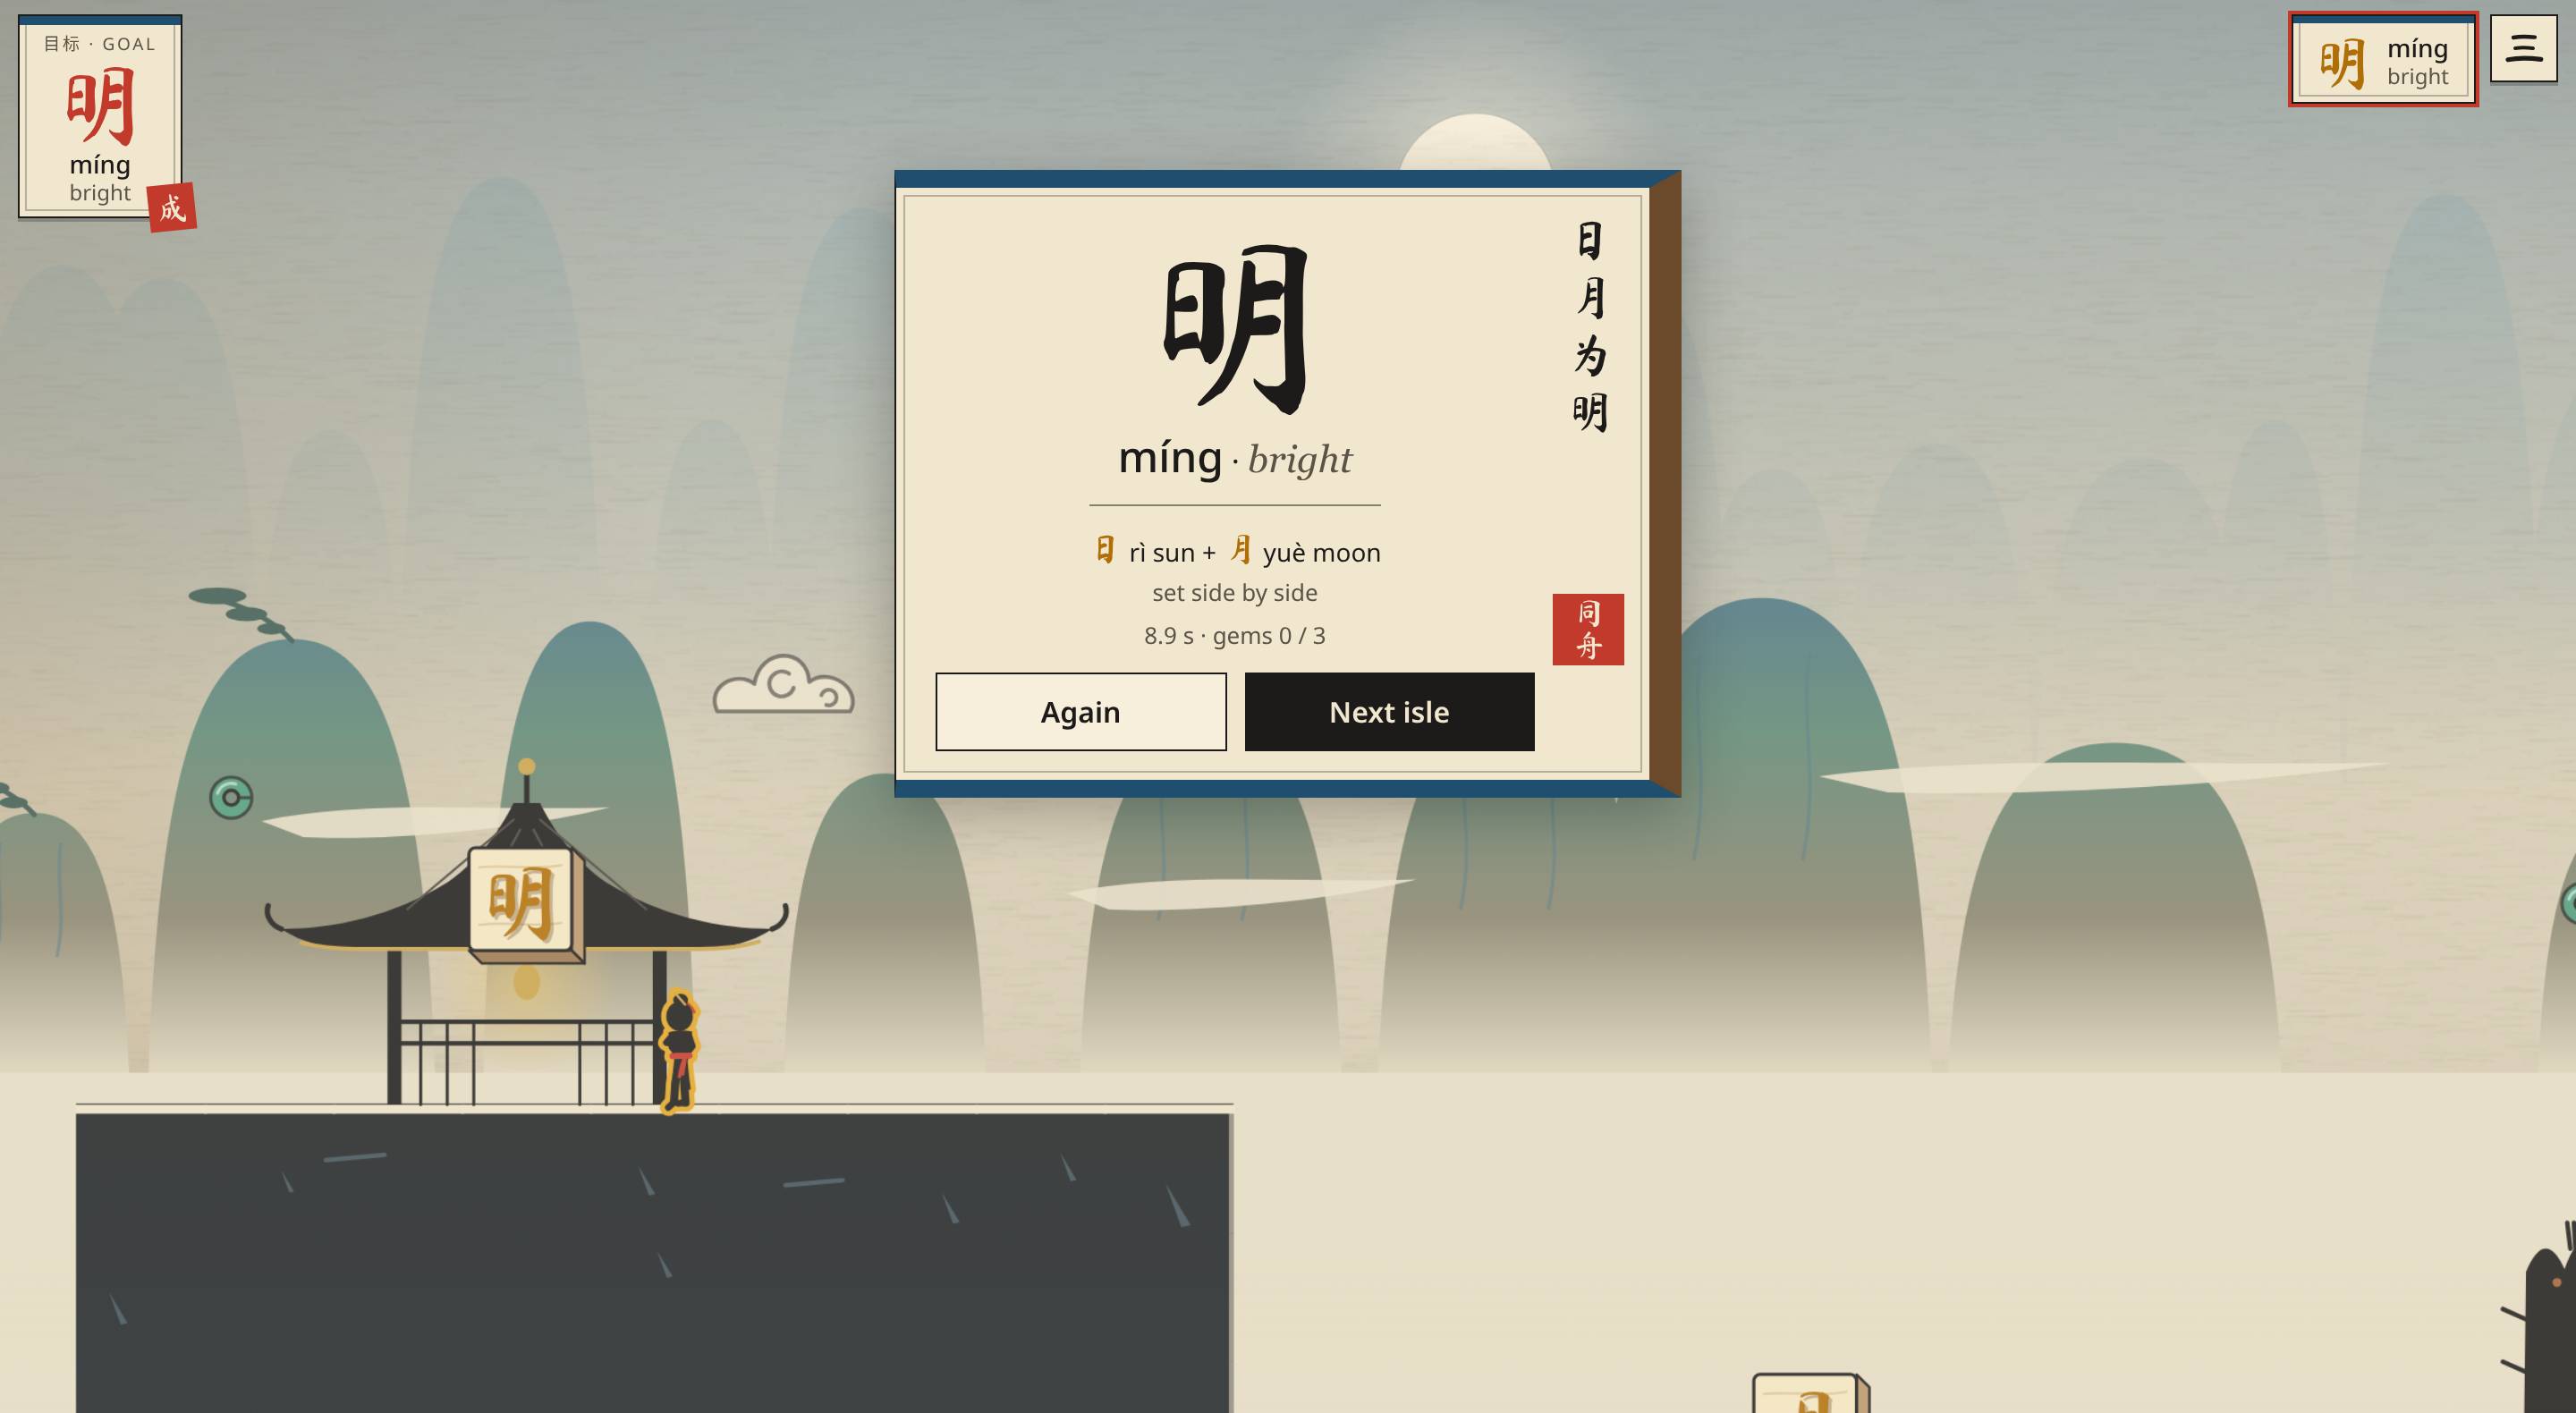 目标 · GOAL
明
míng
bright
成
明
míng
bright
三
明
míng · bright
日 rì sun + 月 yuè moon
set side by side
8.9 s · gems 0 / 3
Again
Next isle
日月为明
同舟
明